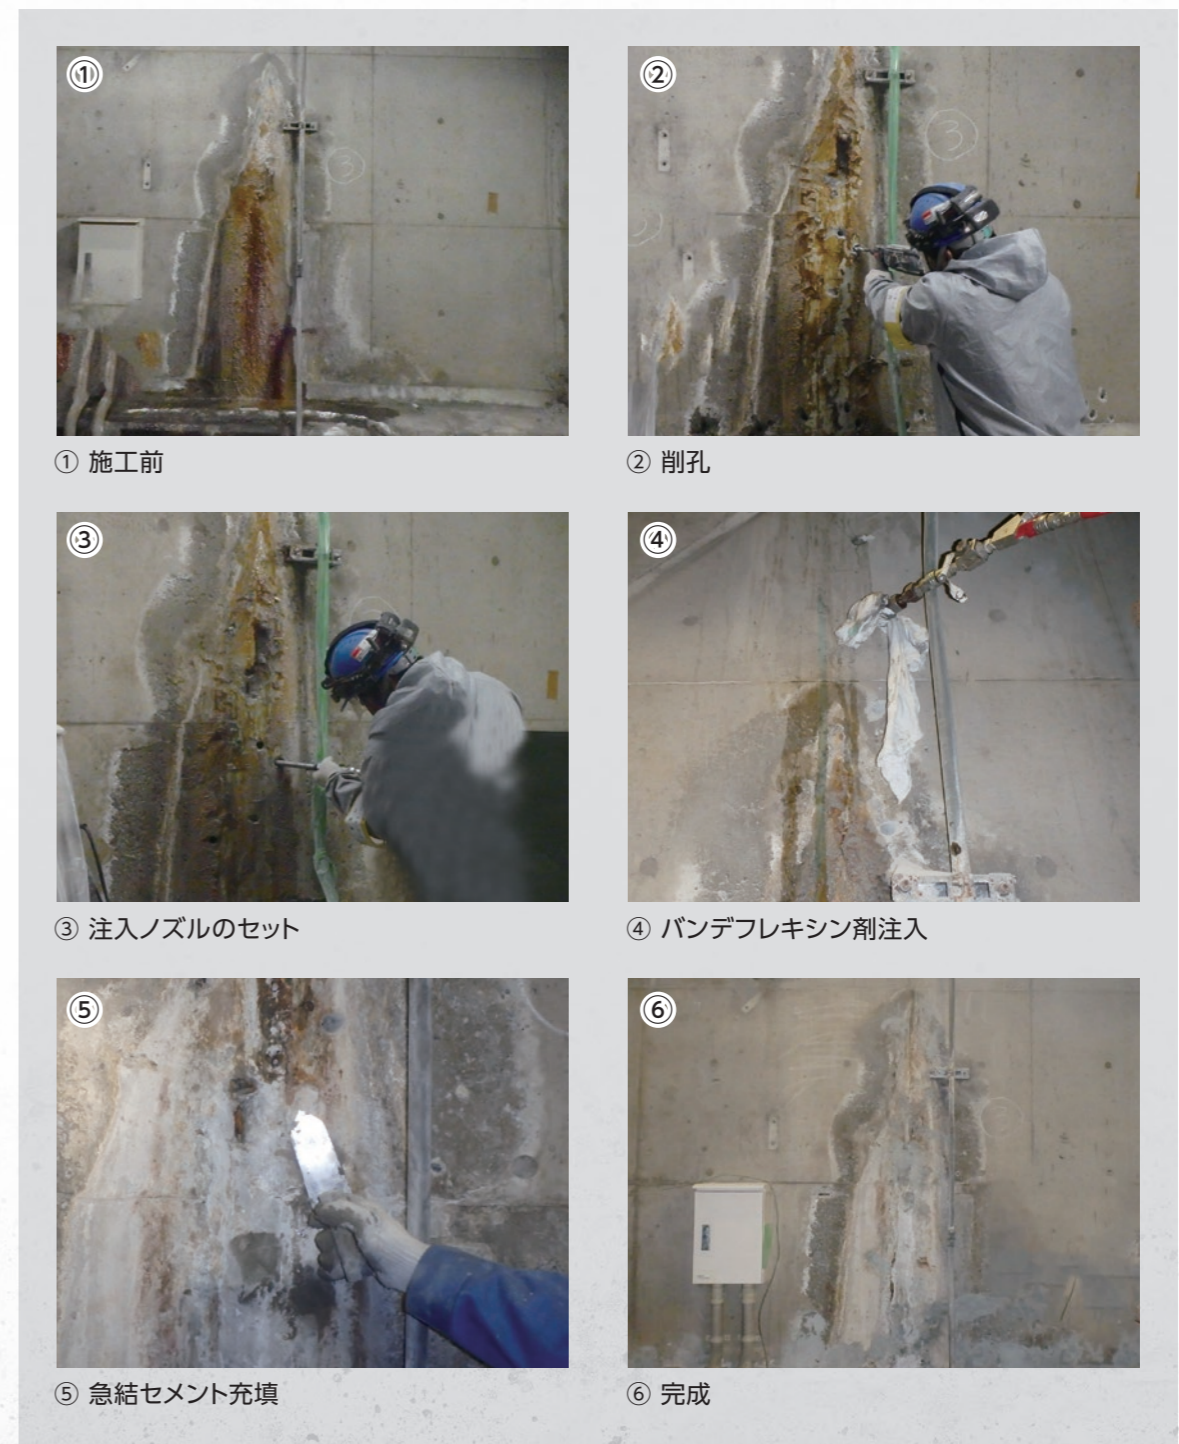 ①
②
① 施工前
② 削孔
③
④
③ 注入ノズルのセット
④ バンデフレキシン剤注入
⑤
⑥
⑤ 急結セメント充填
⑥ 完成